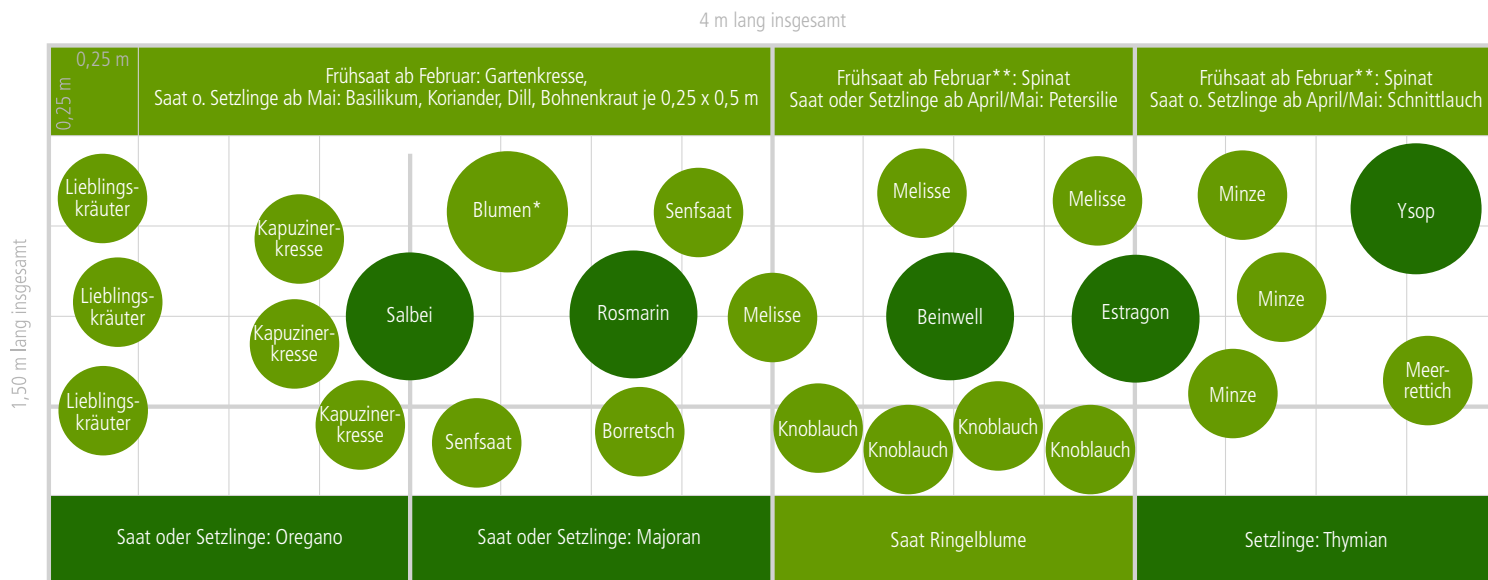 4 m lang insgesamt
0,25 m
0,25 m
Frühsaat ab Februar: Gartenkresse,
Saat o. Setzlinge ab Mai: Basilikum, Koriander, Dill, Bohnenkraut je 0,25 x 0,5 m
Frühsaat ab Februar**: Spinat
Saat oder Setzlinge ab April/Mai: Petersilie
Frühsaat ab Februar**: Spinat
Saat o. Setzlinge ab April/Mai: Schnittlauch
1,50 m lang insgesamt
Lieblings-
kräuter
Kapuziner-
kresse
Blumen*
Senfsaat
Melisse
Melisse
Minze
Ysop
Lieblings-
kräuter
Kapuziner-
kresse
Salbei
Rosmarin
Melisse
Beinwell
Estragon
Minze
Lieblings-
kräuter
Kapuziner-
kresse
Senfsaat
Borretsch
Knoblauch
Knoblauch
Knoblauch
Knoblauch
Minze
Meer-
rettich
Saat oder Setzlinge: Oregano
Saat oder Setzlinge: Majoran
Saat Ringelblume
Setzlinge: Thymian